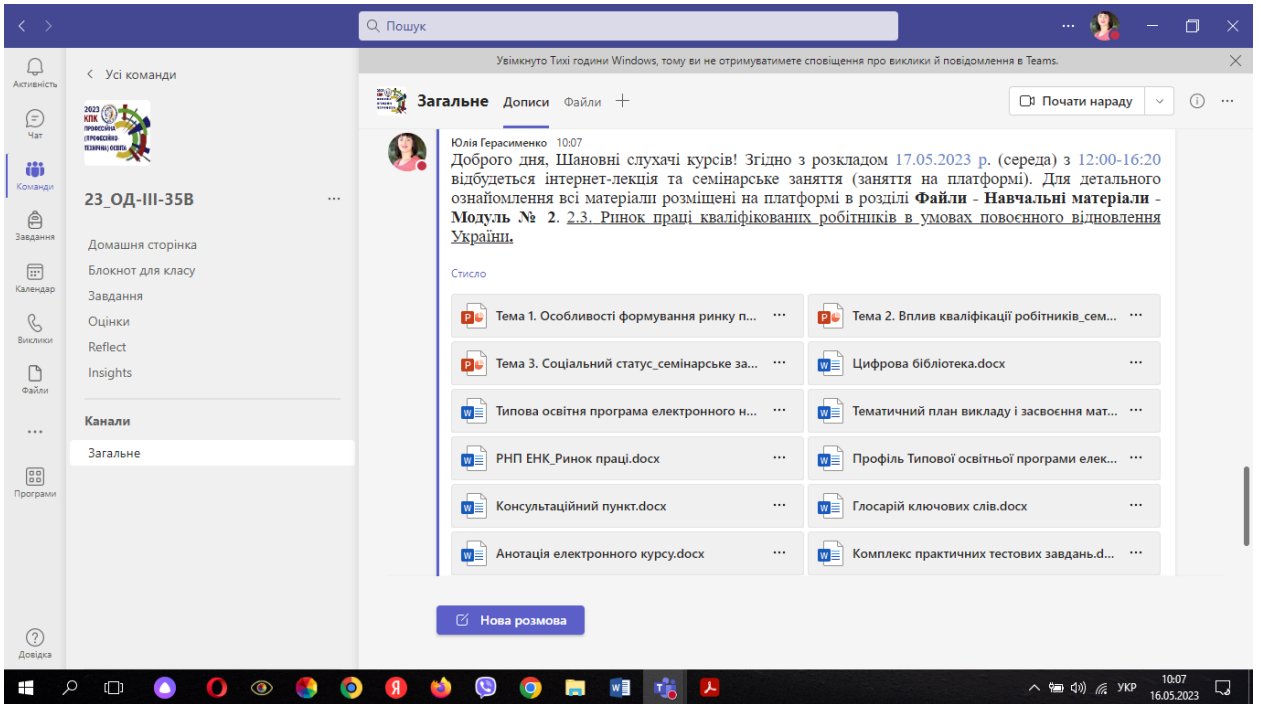 Пошук
Увімкнуто Тихі години Windows, тому ви не отримуватимете сповіщення про виклики й повідомлення в Teams.
Активність
Чат
Команди
Завдання
Календар
Виклики
Файли
Програми
Довідка
Усі команди
2023
КПК
ПРОФЕСІЙНА
(ПРОФЕСІЙНО-
ТЕХНІЧНА) ОСВІТА
23_ОД-ІІІ-35В
Домашня сторінка
Блокнот для класу
Завдання
Оцінки
Reflect
Insights
Канали
Загальне
Загальне Дописи Файли
Почати нараду
Юлія Герасименко 10:07
Доброго дня, Шановні слухачі курсів! Згідно з розкладом 17.05.2023 р. (середа) з 12:00-16:20
відбудеться інтернет-лекція та семінарське заняття (заняття на платформі). Для детального
ознайомлення всі матеріали розміщені на платформі в розділі Файли - Навчальні матеріали -
Модуль № 2. 2.3. Ринок праці кваліфікованих робітників в умовах повоєнного відновлення
України.
Стисло
Тема 1. Особливості формування ринку п...
Тема 2. Вплив кваліфікації робітників_сем...
Тема 3. Соціальний статус_семінарське за...
Цифрова бібліотека.docx
Типова освітня програма електронного н...
Тематичний план викладу і засвоєння мат...
РНП ЕНК_Ринок праці.docx
Профіль Типової освітньої програми елек...
Консультаційний пункт.docx
Глосарій ключових слів.docx
Анотація електронного курсу.docx
Комплекс практичних тестових завдань.d...
Нова розмова
УКР
10:07
16.05.2023